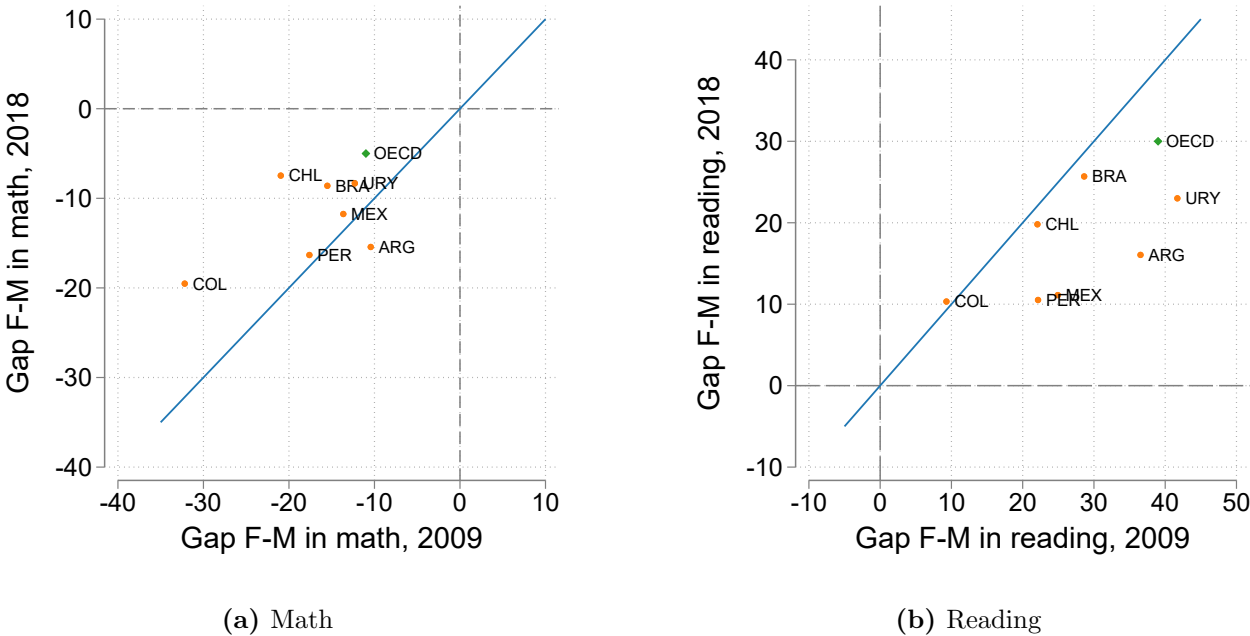 10
0
-10
-20
-30
-40
Gap F-M in math, 2018
OECD
CHL
BRA
URY
MEX
ARG
PER
COL
-40 -30 -20 -10 0 10
Gap F-M in math, 2009
(a) Math
40
30
20
10
0
-10
Gap F-M in reading, 2018
OECD
BRA
URY
CHL
ARG
MEX
PER
COL
-10 0 10 20 30 40 50
Gap F-M in reading, 2009
(b) Reading